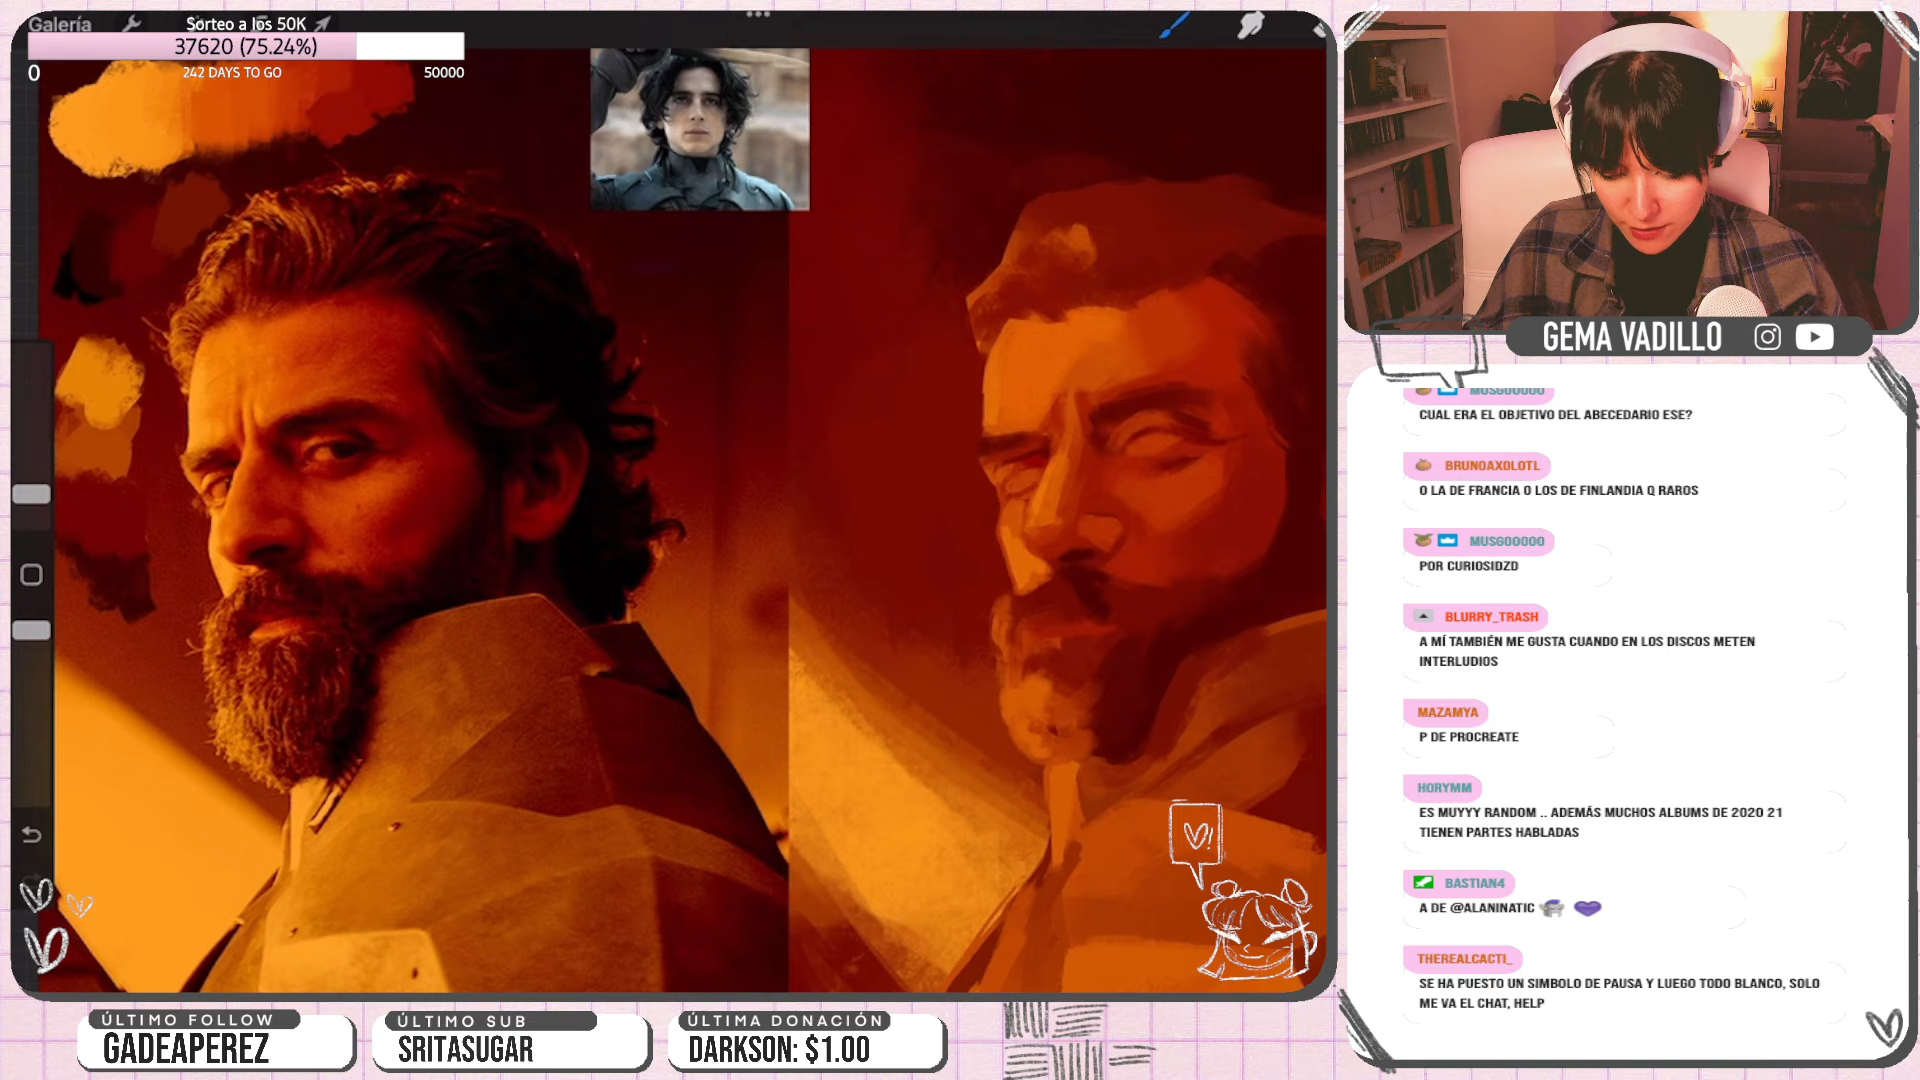 Galería
Sorteo a los 50K
37620 (75.24%)
0
242 DAYS TO GO
50000
GEMA VADILLO
MUSGOOOOO
CUAL ERA EL OBJETIVO DEL ABECEDARIO ESE?
BRUNOAXOLOTL
O LA DE FRANCIA O LOS DE FINLANDIA Q RAROS
MUSGOOOOO
POR CURIOSIDZD
BLURRY_TRASH
A MÍ TAMBIÉN ME GUSTA CUANDO EN LOS DISCOS METEN
INTERLUDIOS
MAZAMYA
P DE PROCREATE
HORYMM
ES MUYYY RANDOM .. ADEMÁS MUCHOS ALBUMS DE 2020 21
TIENEN PARTES HABLADAS
BASTIAN4
A DE @ALANINATIC
THEREALCACTI_
SE HA PUESTO UN SIMBOLO DE PAUSA Y LUEGO TODO BLANCO, SOLO
ME VA EL CHAT, HELP
ÚLTIMO FOLLOW
GADEAPEREZ
ÚLTIMO SUB
SRITASUGAR
ÚLTIMA DONACIÓN
DARKSON: $1.00